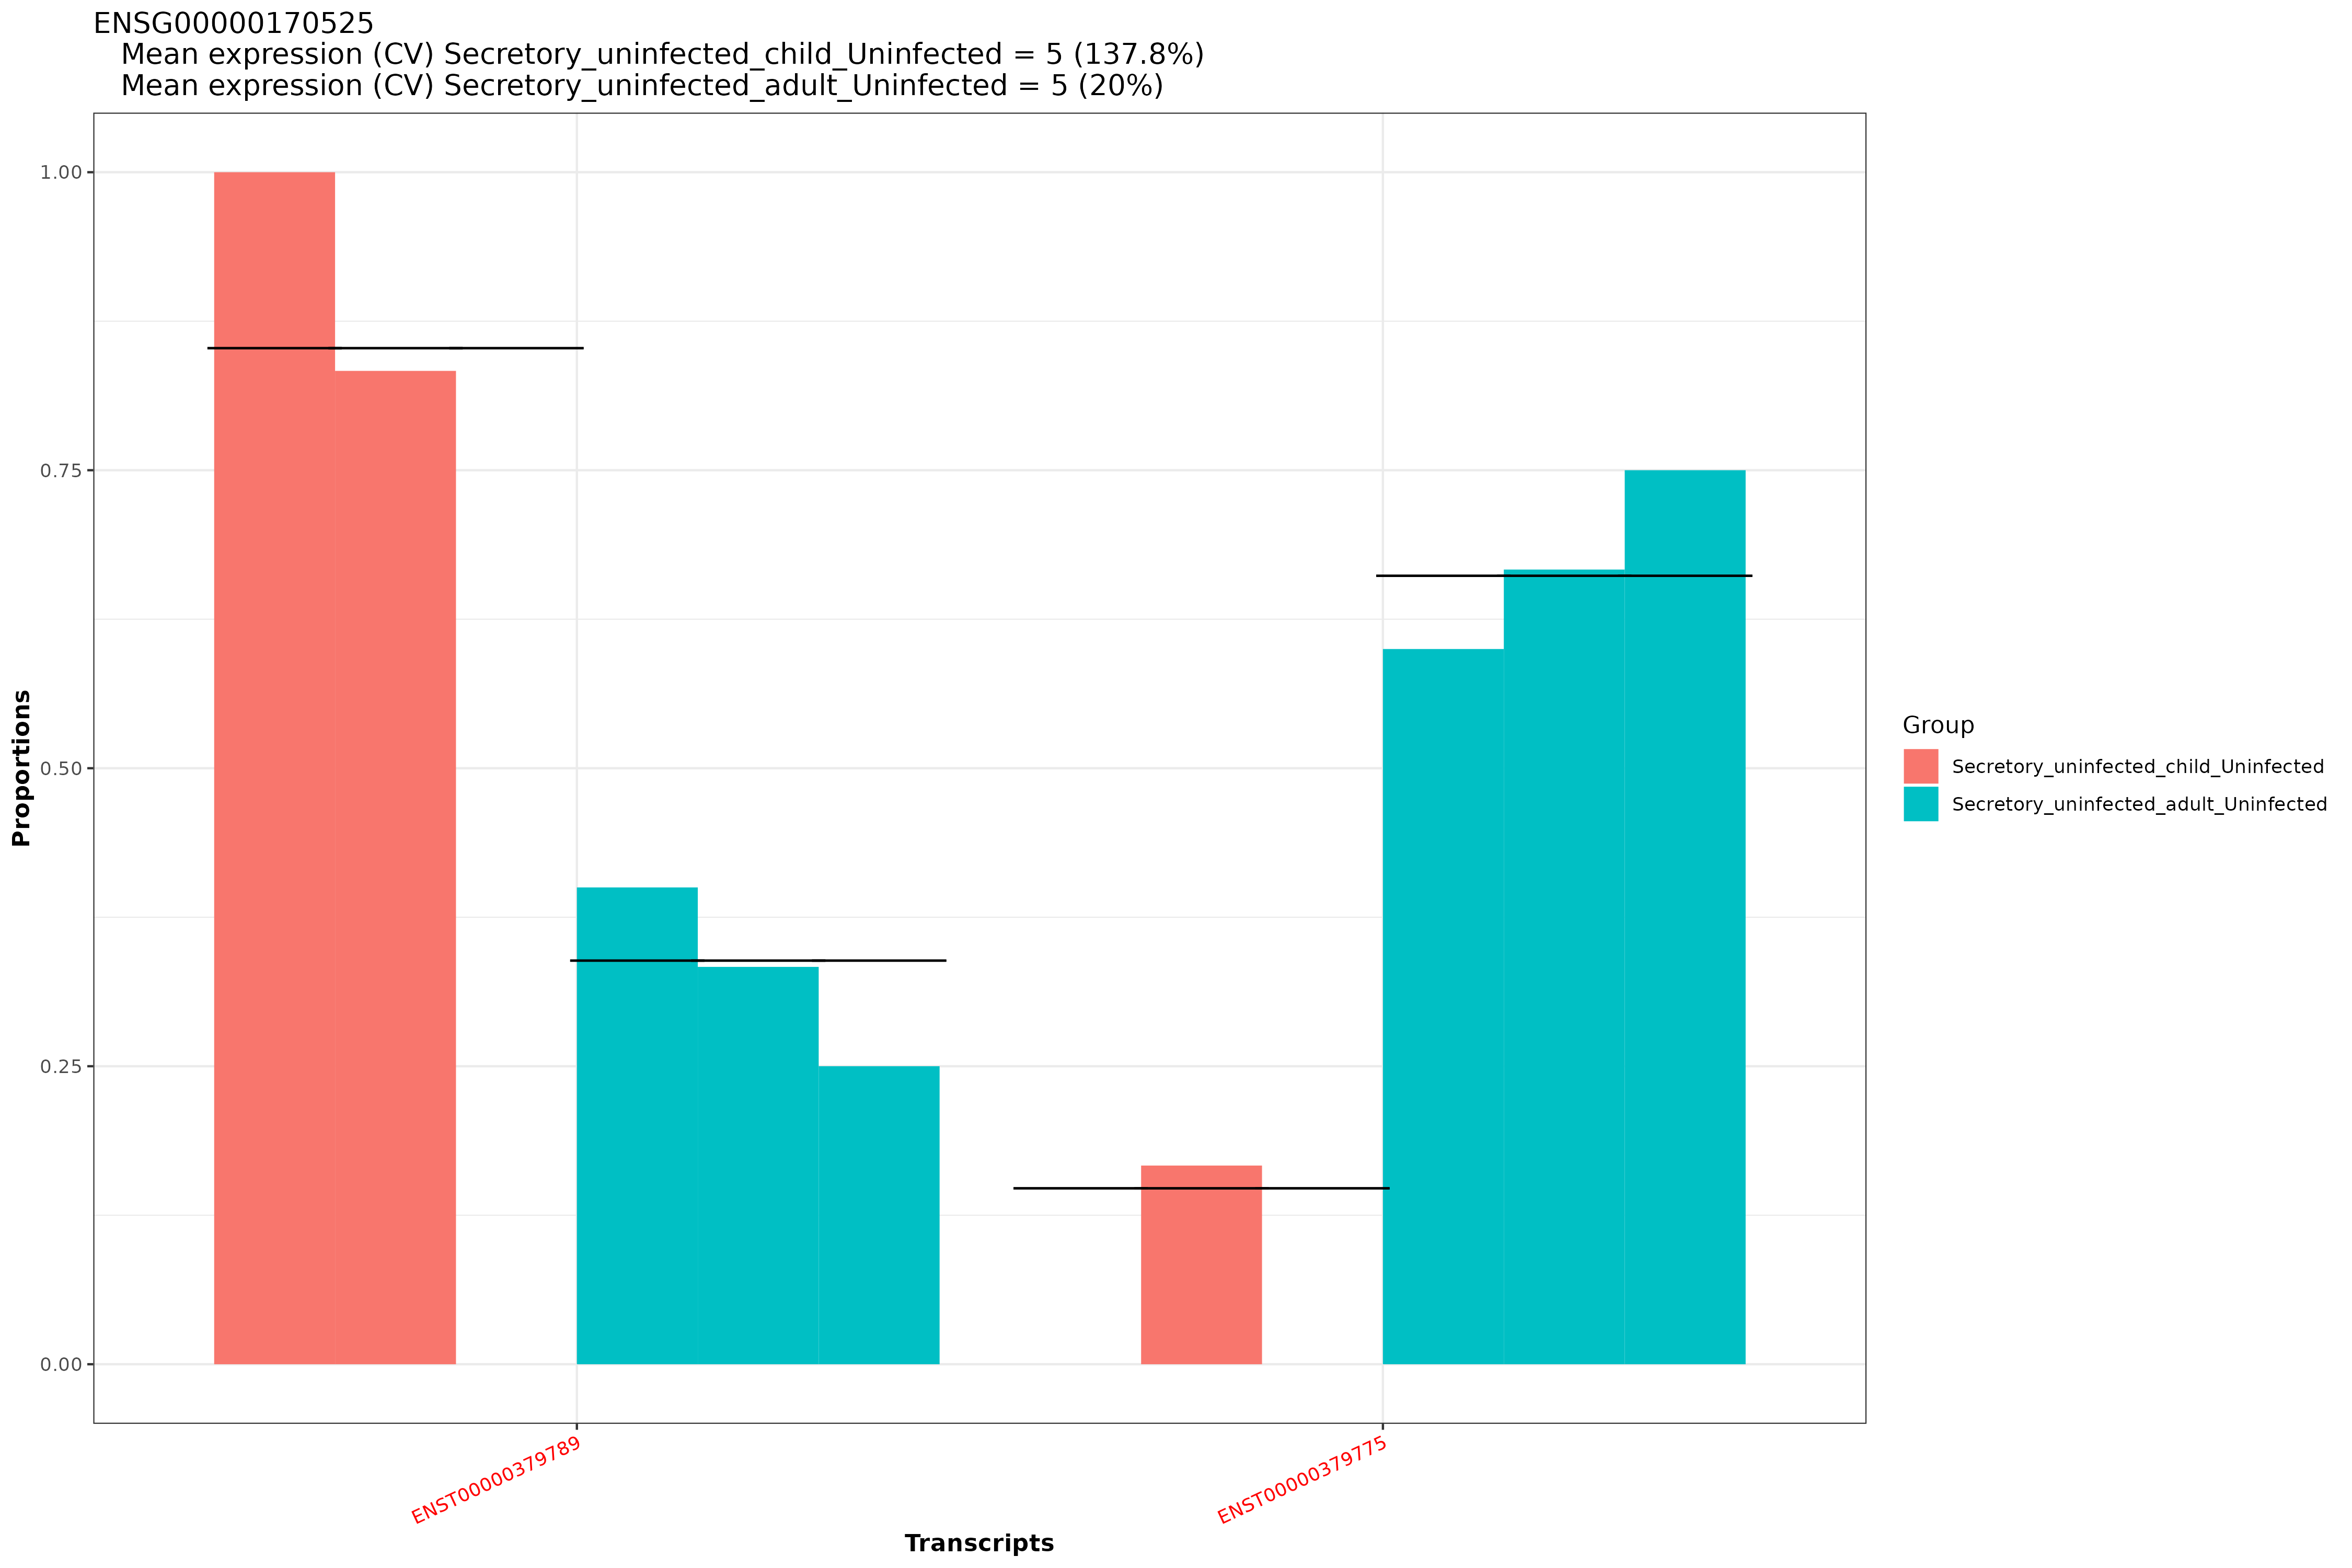 ENSG00000170525
Mean expression (CV) Secretory_uninfected_child_Uninfected = 5 (137.8%)
Mean expression (CV) Secretory_uninfected_adult_Uninfected = 5 (20%)
1.00
0.75
0.50
0.25
0.00
Proportions
ENST00000379789
ENST00000379775
Transcripts
Group
Secretory_uninfected_child_Uninfected
Secretory_uninfected_adult_Uninfected